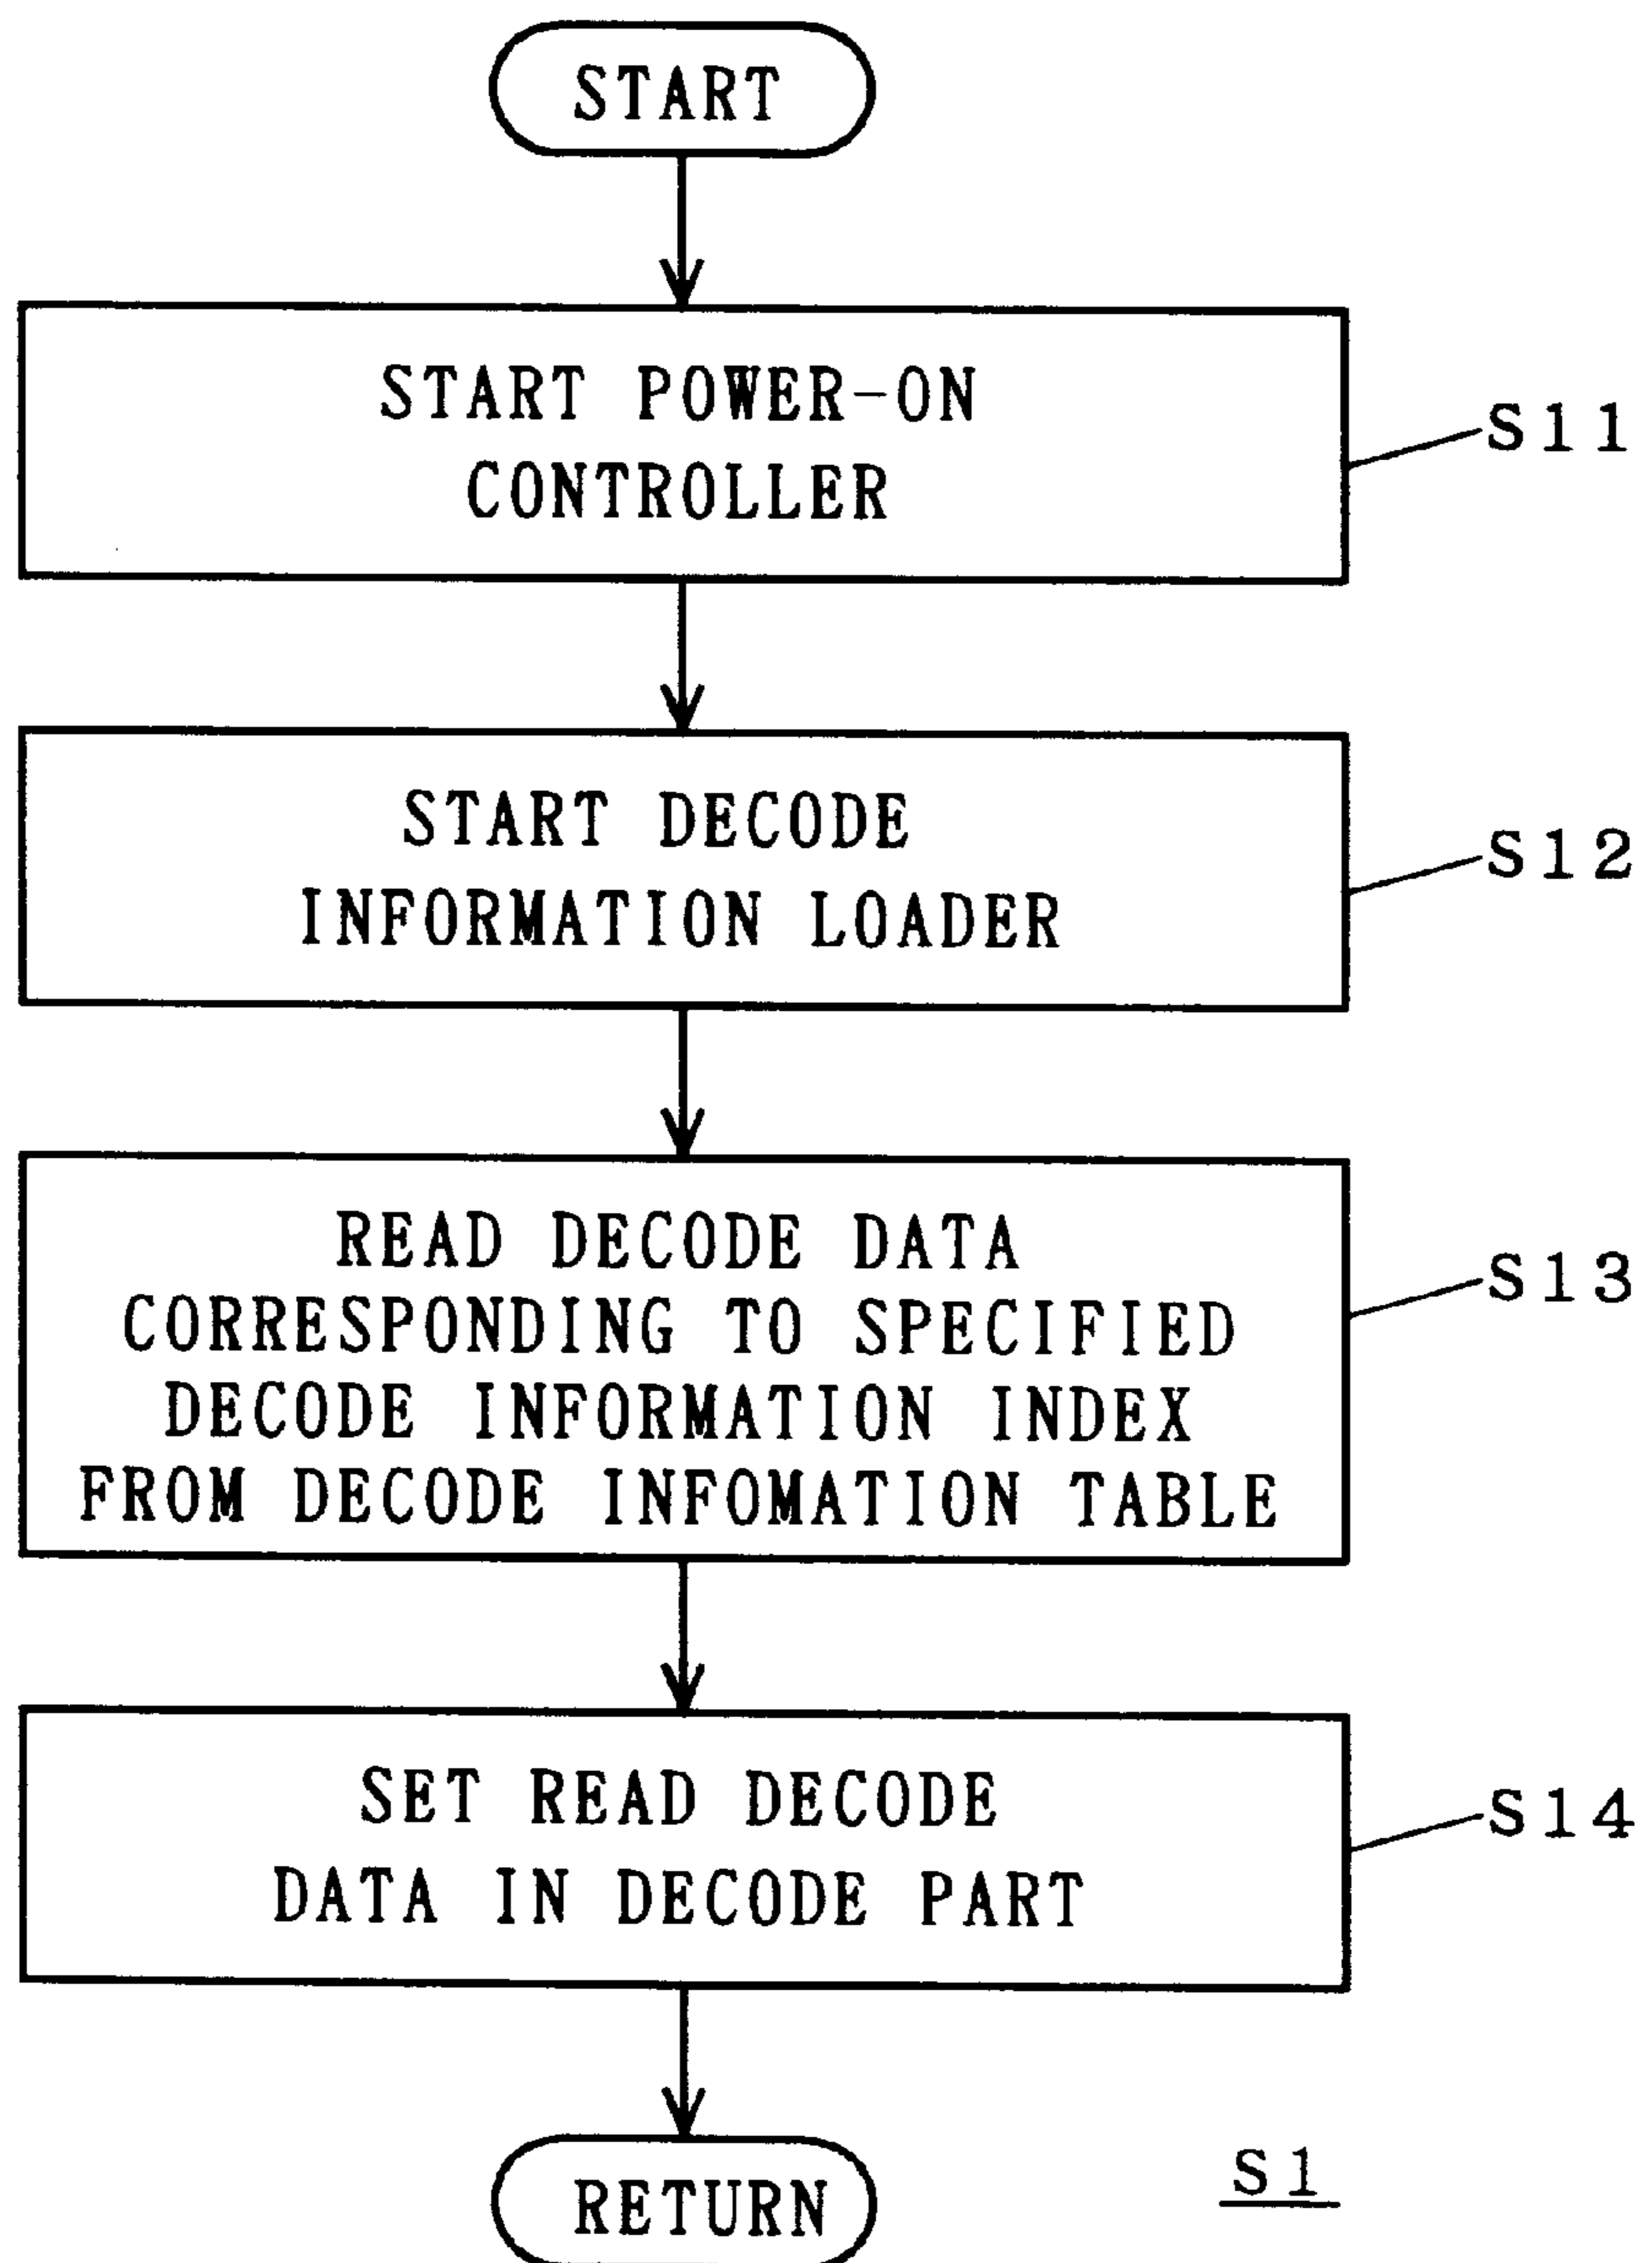 START
START POWER-ON
CONTROLLER
S11
START DECODE
INFORMATION LOADER
S12
READ DECODE DATA
CORRESPONDING TO SPECIFIED
DECODE INFORMATION INDEX
FROM DECODE INFOMATION TABLE
S13
SET READ DECODE
DATA IN DECODE PART
S14
RETURN
S1